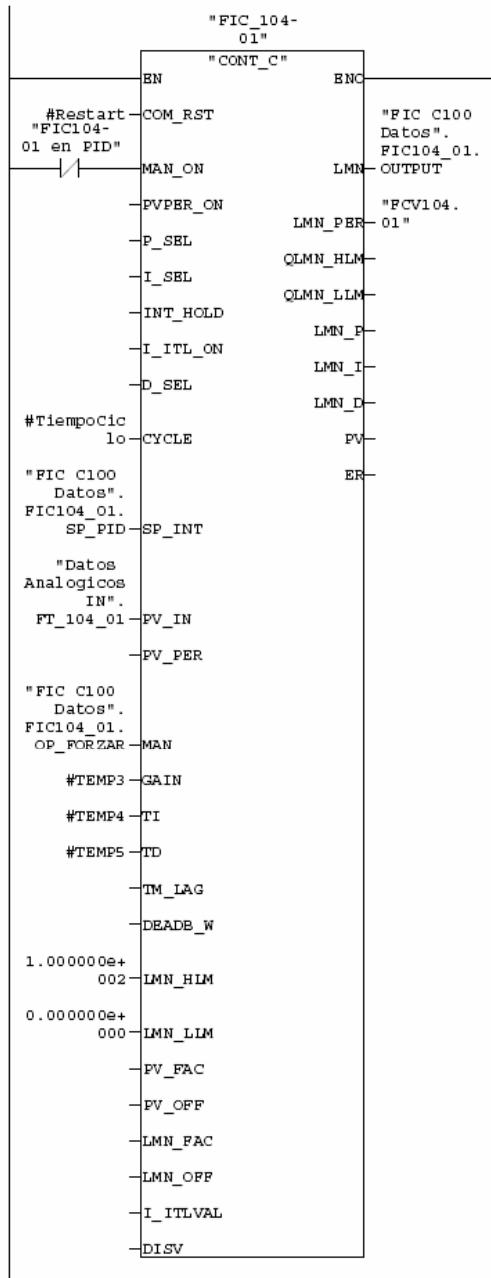 "FIC_104-
01"
"CONT_C"
EN ENO
#Restart COM_RST
"FIC104-
01 en PID"
MAN_ON
"FIC C100
Datos".
FIC104_01.
LMN OUTPUT
PVPER_ON
"FCV104.
LMN_PER 01"
P_SEL
QLMN_HLM
I_SEL
QLMN_LLM
INT_HOLD
LMN_P
I_ITL_ON
LMN_I
D_SEL
LMN_D
#TiempoCic
lo CYCLE
PV
ER
"FIC C100
Datos".
FIC104_01.
SP_PID SP_INT
"Datos
Analogicos
IN".
FT_104_01 PV_IN
PV_PER
"FIC C100
Datos".
FIC104_01.
OP_FORZAR MAN
#TEMP3 GAIN
#TEMP4 TI
#TEMP5 TD
TM_LAG
DEADB_W
1.000000e+
002 LMN_HLM
0.000000e+
000 LMN_LLM
PV_FAC
PV_OFF
LMN_FAC
LMN_OFF
I_ITLVAL
DISV